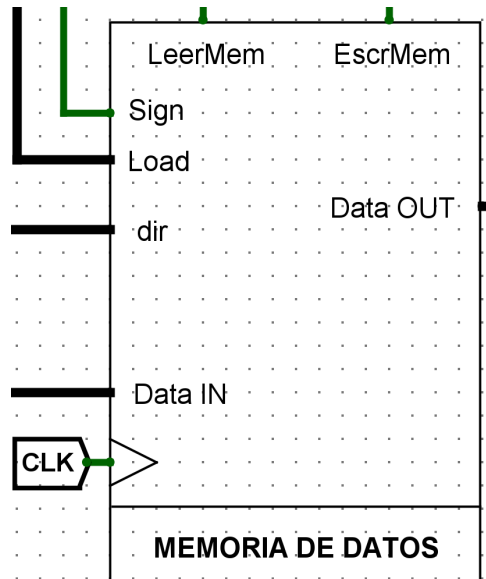 LeerMem EscrMem
Sign
Load
Data OUT
dir
Data IN
CLK
MEMORIA DE DATOS